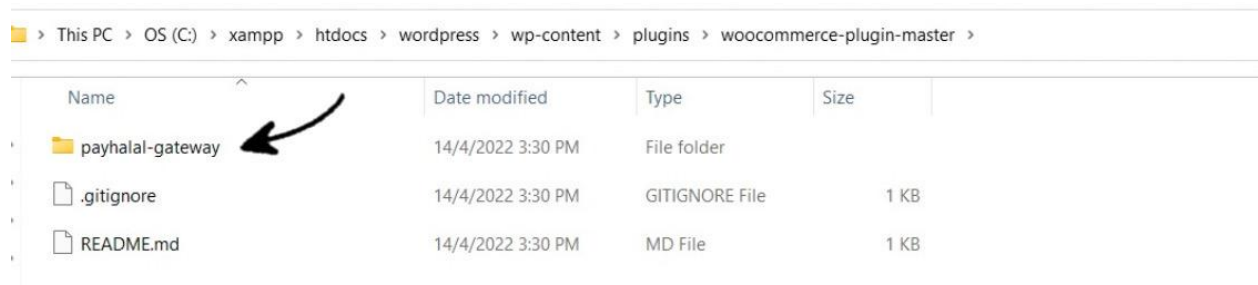 This PC > OS (C:) > xampp > htdocs > wordpress > wp-content > plugins > woocommerce-plugin-master >
Name Date modified Type Size
payhalal-gateway 14/4/2022 3:30 PM File folder
.gitignore 14/4/2022 3:30 PM GITIGNORE File 1 KB
README.md 14/4/2022 3:30 PM MD File 1 KB